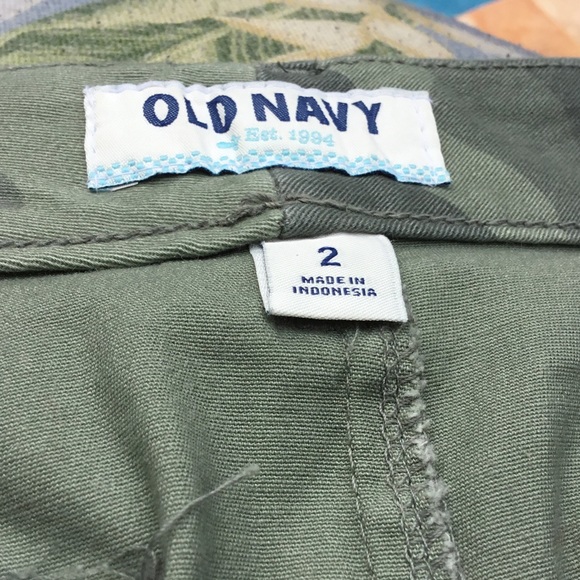 OLD NAVY
Est. 1994
2
MADE IN
INDONESIA